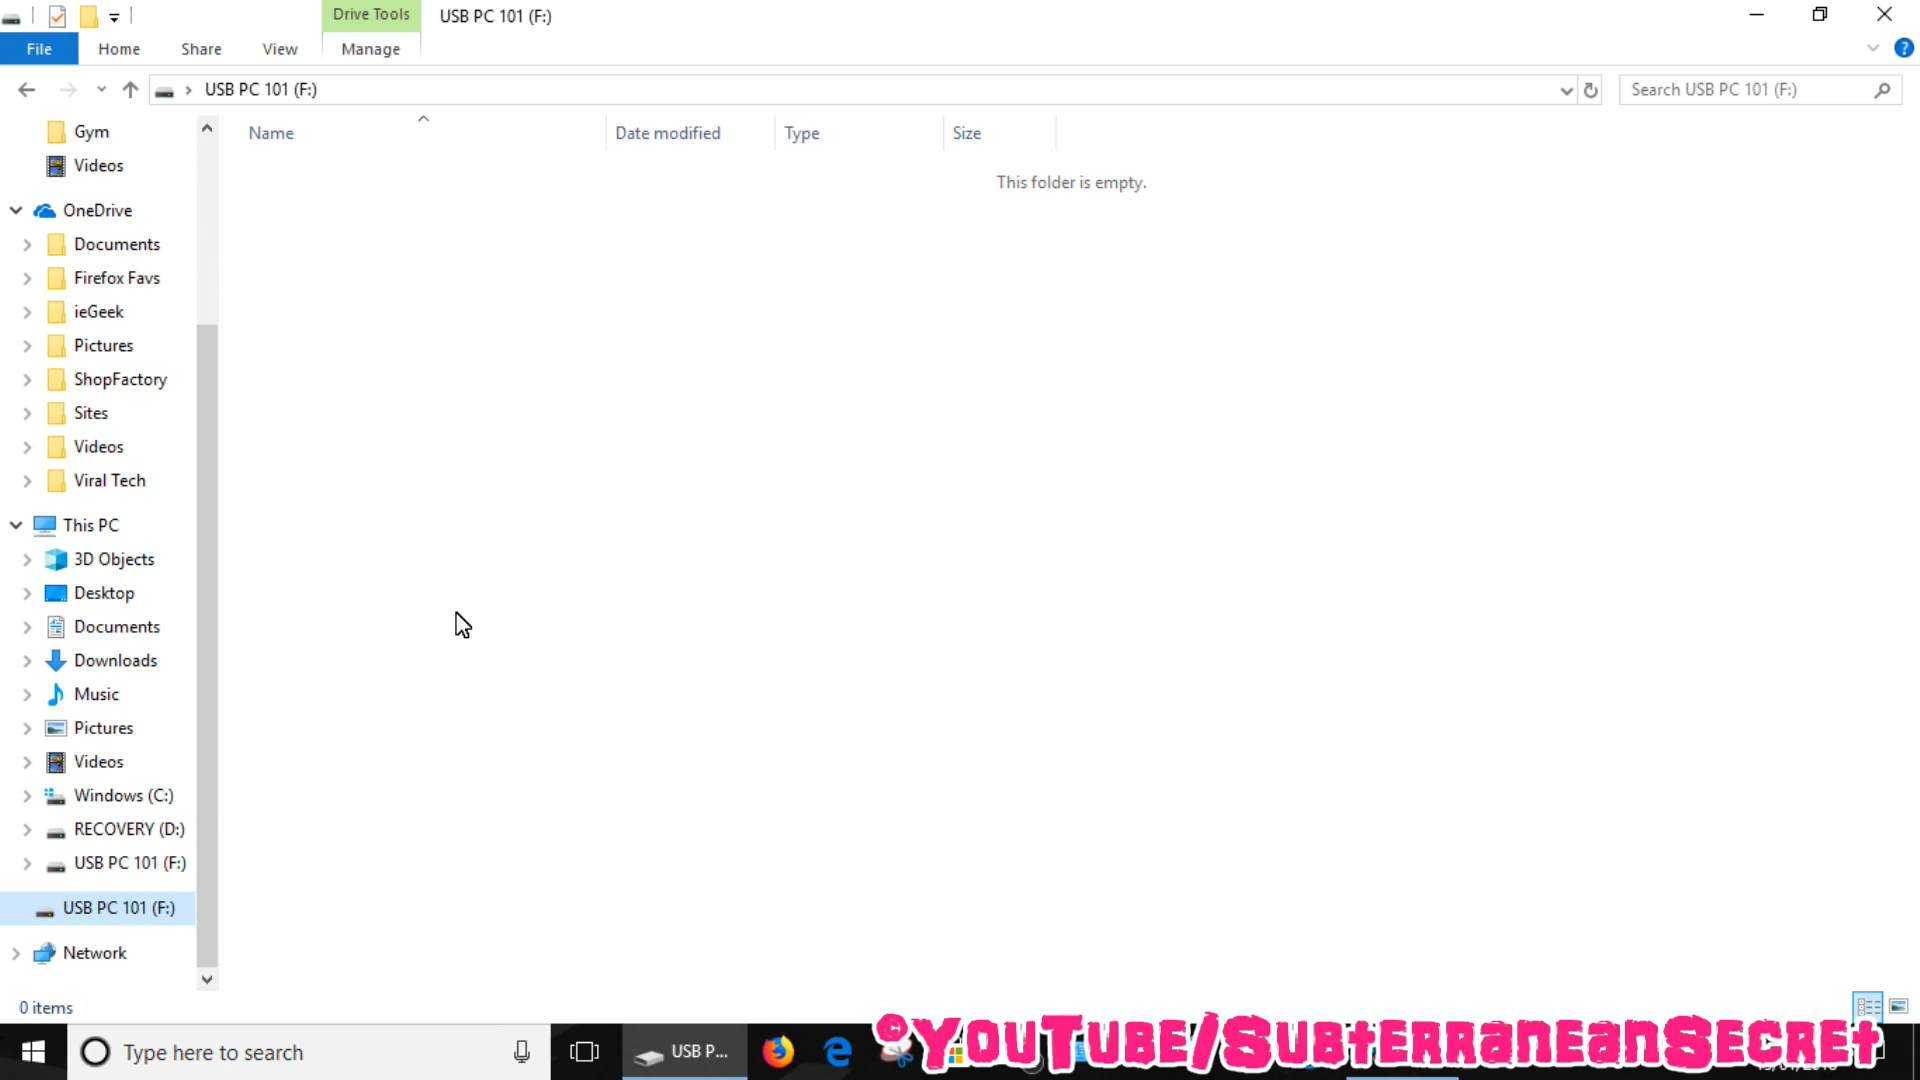 Drive Tools
USB PC 101 (F:)
File
Home
Share
View
Manage
USB PC 101 (F:)
Search USB PC 101 (F:)
Name
Date modified
Type
Size
This folder is empty.
Gym
Videos
OneDrive
Documents
Firefox Favs
ieGeek
Pictures
ShopFactory
Sites
Videos
Viral Tech
This PC
3D Objects
Desktop
Documents
Downloads
Music
Pictures
Videos
Windows (C:)
RECOVERY (D:)
USB PC 101 (F:)
USB PC 101 (F:)
Network
0 items
Type here to search
USB P...
©YouTube/SubterraneanSecret